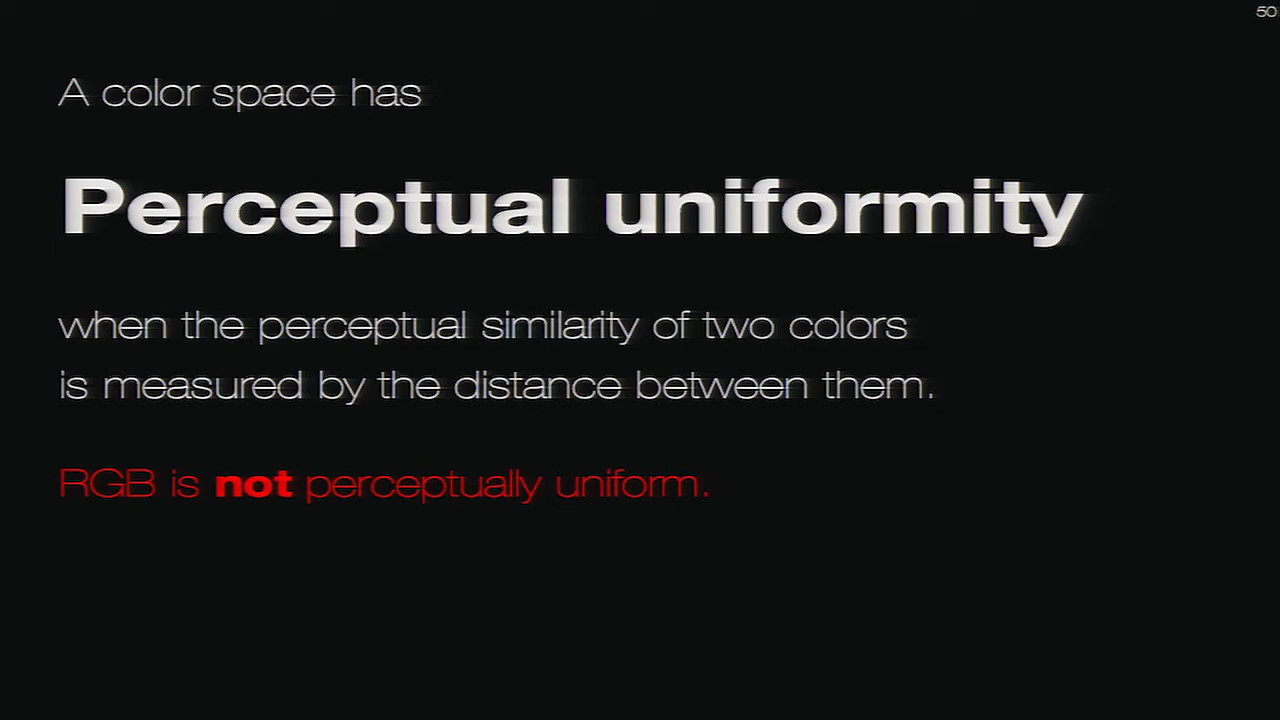 50
A color space has
Perceptual uniformity
when the perceptual similarity of two colors
is measured by the distance between them.
RGB is not perceptually uniform.